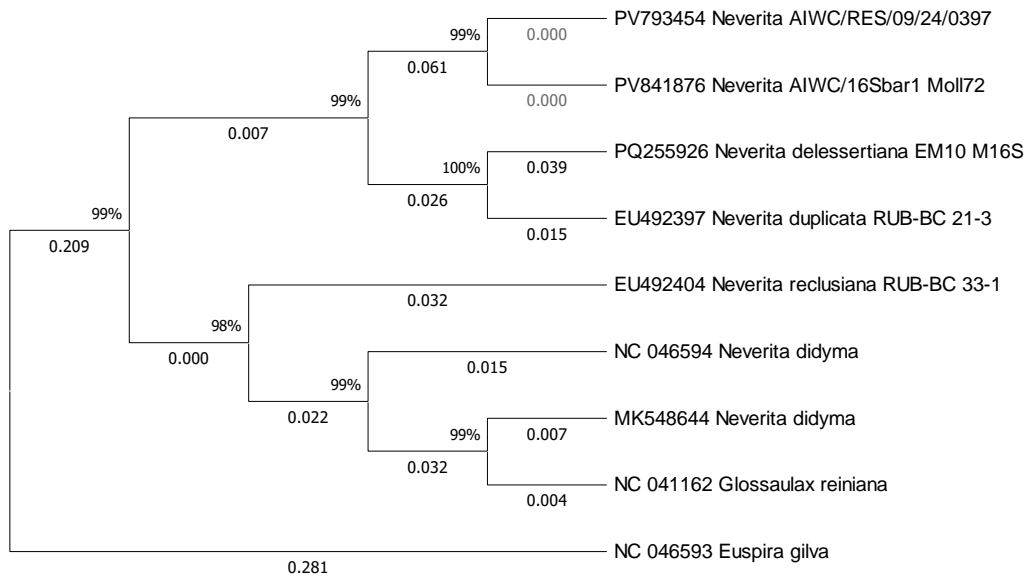 PV793454 Neverita AIWC/RES/09/24/0397
99%
0.000
0.061
PV841876 Neverita AIWC/16Sbar1 Moll72
99%
0.000
0.007
PQ255926 Neverita delessertiana EM10 M16S
100%
0.039
0.026
99%
EU492397 Neverita duplicata RUB-BC 21-3
0.015
0.209
EU492404 Neverita reclusiana RUB-BC 33-1
0.032
98%
0.000
NC 046594 Neverita didyma
0.015
99%
0.022
MK548644 Neverita didyma
99%
0.007
0.032
NC 041162 Glossaulax reiniana
0.004
NC 046593 Euspira gilva
0.281